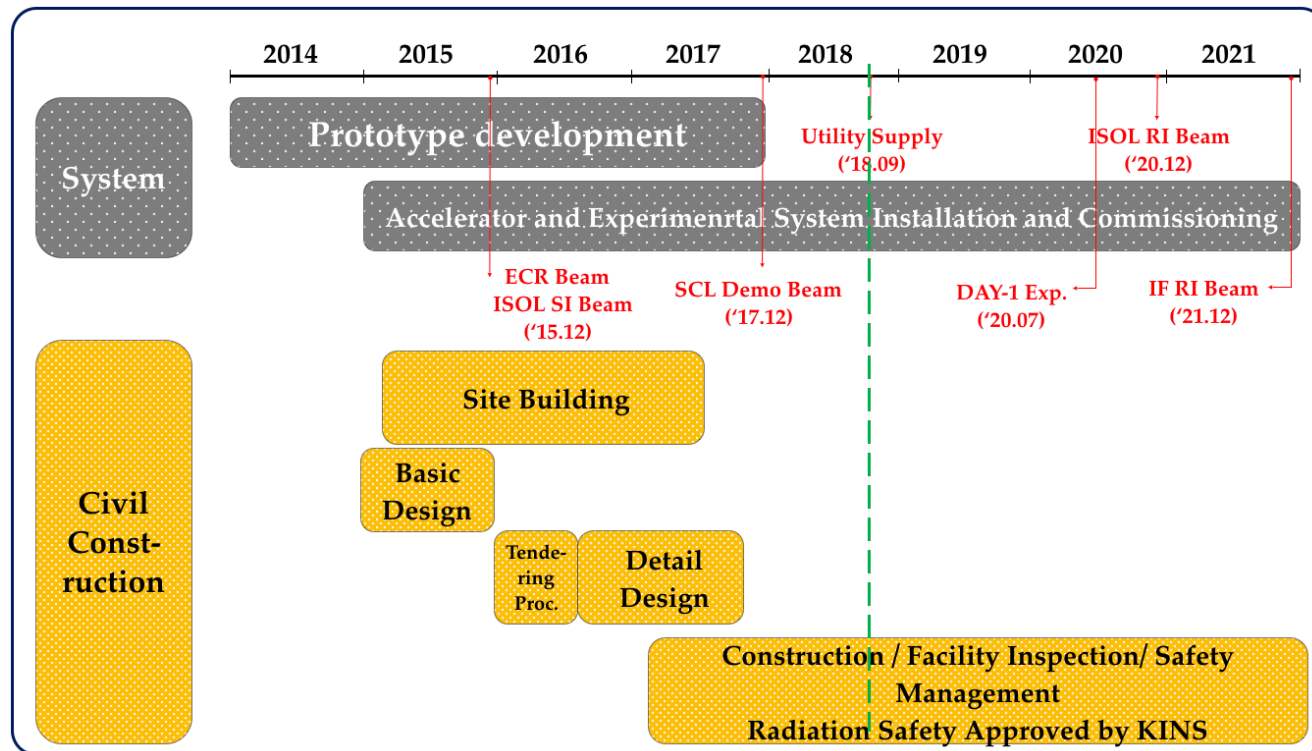 2014 2015 2016 2017 2018 2019 2020 2021
System
Prototype development
Utility Supply
(‘18.09)
ISOL RI Beam
(‘20.12)
Accelerator and Experimenrtal System Installation and Commissioning
ECR Beam
ISOL SI Beam
(‘15.12)
SCL Demo Beam
(‘17.12)
DAY-1 Exp.
(‘20.07)
IF RI Beam
(‘21.12)
Civil
Const-
ruction
Site Building
Basic
Design
Tende-
ring
Proc.
Detail
Design
Construction / Facility Inspection/ Safety
Management
Radiation Safety Approved by KINS